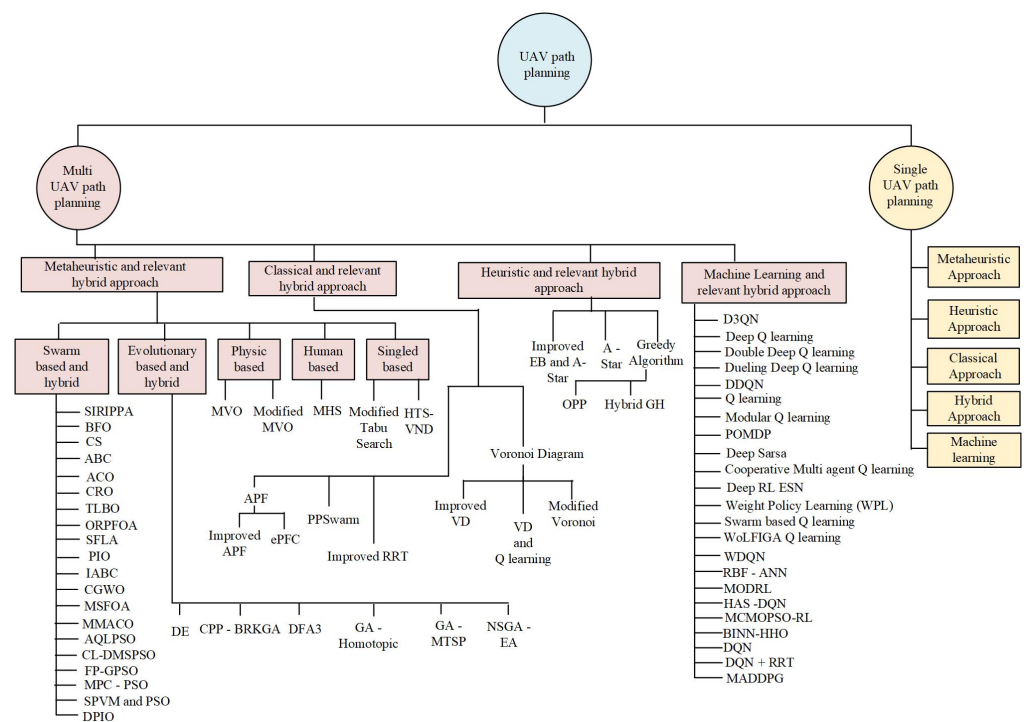 UAV path
planning
Multi
UAV path
planning
Single
UAV path
planning
Metaheuristic and relevant
hybrid approach
Classical and relevant
hybrid approach
Heuristic and relevant hybrid
approach
Machine Learning and
relevant hybrid approach
Metaheuristic
Approach
Heuristic
Approach
Classical
Approach
Hybrid
Approach
Machine
learning
Swarm
based and
hybrid
Evolutionary
based and
hybrid
Physic
based
Human
based
Singled
based
SIRIPPA
BFO
CS
ABC
ACO
CRO
TLBO
ORPFOA
SFLA
PIO
IABC
CGWO
MSFOA
MMACO
AQLPSO
CL-DMSPSO
FP-GPSO
MPC - PSO
SPVM and PSO
DPIO
DE
CPP - BRKGA
DFA3
GA -
Homotopic
GA -
MTSP
NSGA -
EA
MVO
Modified
MVO
MHS
Modified
Tabu
Search
HTS-
VND
APF
Improved
APF
ePFC
PPSwarm
Improved RRT
Voronoi Diagram
Improved
VD
VD
and
Q learning
Modified
Voronoi
Improved
EB and A-
Star
A -
Star
Greedy
Algorithm
OPP
Hybrid GH
D3QN
Deep Q learning
Double Deep Q learning
Dueling Deep Q learning
DDQN
Q learning
Modular Q learning
POMDP
Deep Sarsa
Cooperative Multi agent Q learning
Deep RL ESN
Weight Policy Learning (WPL)
Swarm based Q learning
WoLFIGA Q learning
WDQN
RBF - ANN
MODRL
HAS -DQN
MCMOPSO-RL
BINN-HHO
DQN
DQN + RRT
MADDPG